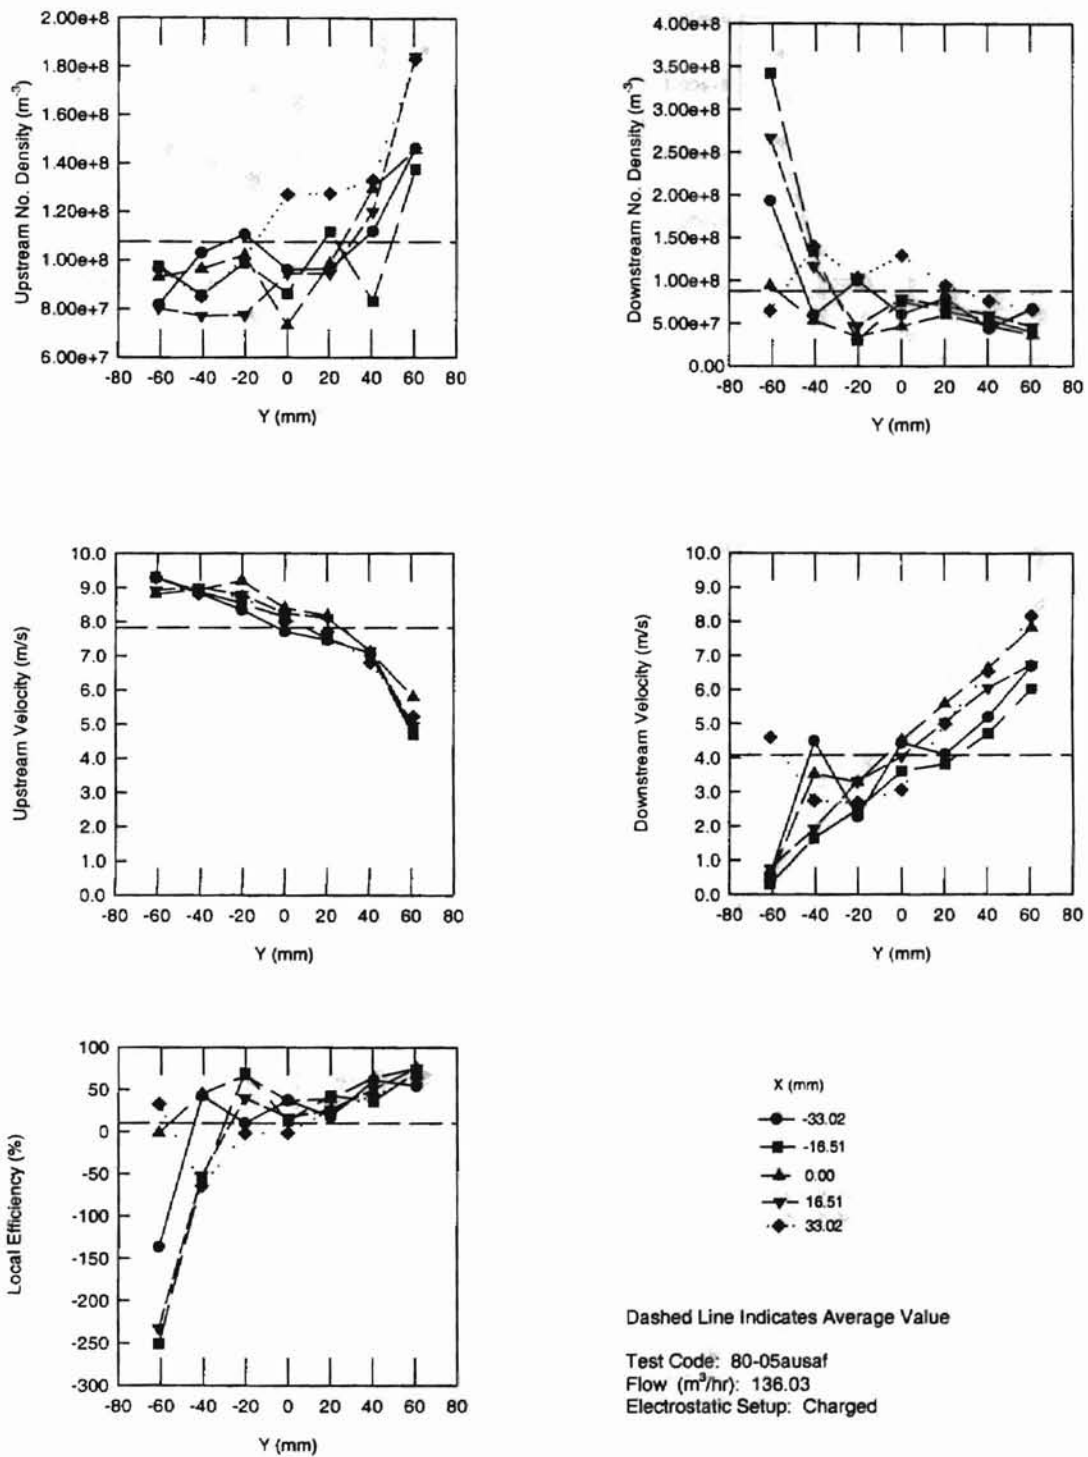 Upstream No. Density (m⁻³)
2.00e+8
1.80e+8
1.60e+8
1.40e+8
1.20e+8
1.00e+8
8.00e+7
6.00e+7
-80 -60 -40 -20 0 20 40 60 80
Y (mm)
Downstream No. Density (m⁻³)
4.00e+8
3.50e+8
3.00e+8
2.50e+8
2.00e+8
1.50e+8
1.00e+8
5.00e+7
0.00
-80 -60 -40 -20 0 20 40 60 80
Y (mm)
Upstream Velocity (m/s)
10.0
9.0
8.0
7.0
6.0
5.0
4.0
3.0
2.0
1.0
0.0
-80 -60 -40 -20 0 20 40 60 80
Y (mm)
Downstream Velocity (m/s)
10.0
9.0
8.0
7.0
6.0
5.0
4.0
3.0
2.0
1.0
0.0
-80 -60 -40 -20 0 20 40 60 80
Y (mm)
Local Efficiency (%)
100
50
0
-50
-100
-150
-200
-250
-300
-80 -60 -40 -20 0 20 40 60 80
Y (mm)
X (mm)
-33.02
-16.51
0.00
16.51
33.02
Dashed Line Indicates Average Value
Test Code: 80-05ausaf
Flow (m³/hr): 136.03
Electrostatic Setup: Charged